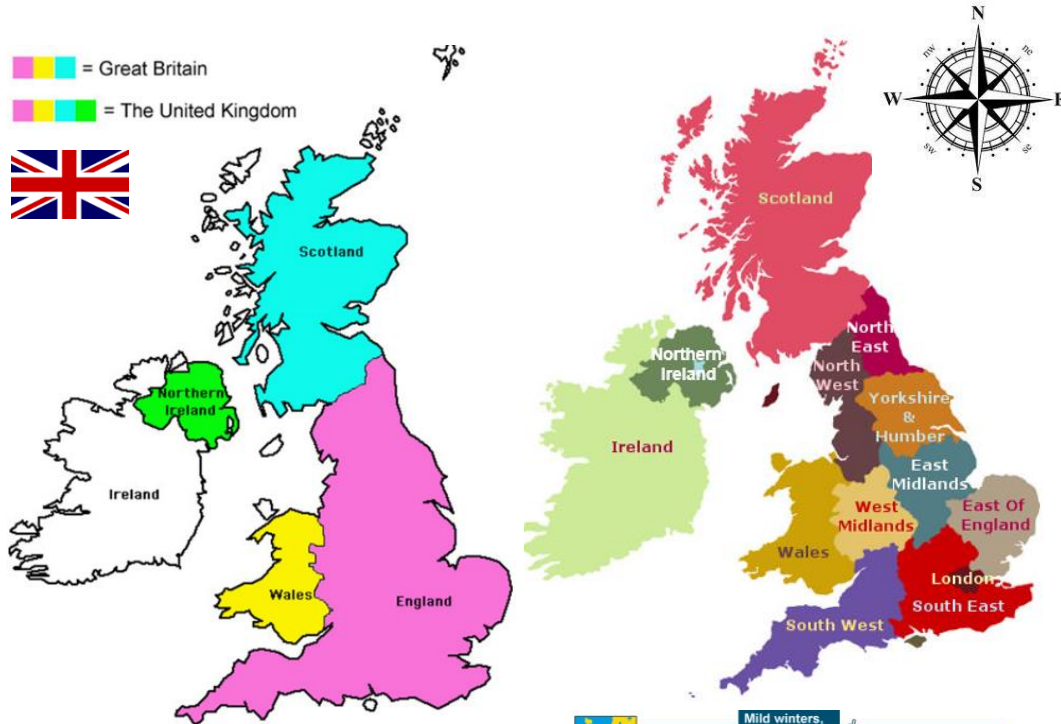 = Great Britain
= The United Kingdom
Scotland
Northern
Ireland
Ireland
Wales
England
N
nw
ne
W
E
sw
se
S
Scotland
North
East
Northern
Ireland
North
West
Yorkshire
&
Humber
Ireland
East
Midlands
West
Midlands
East Of
England
Wales
London
South East
South West
Mild winters,